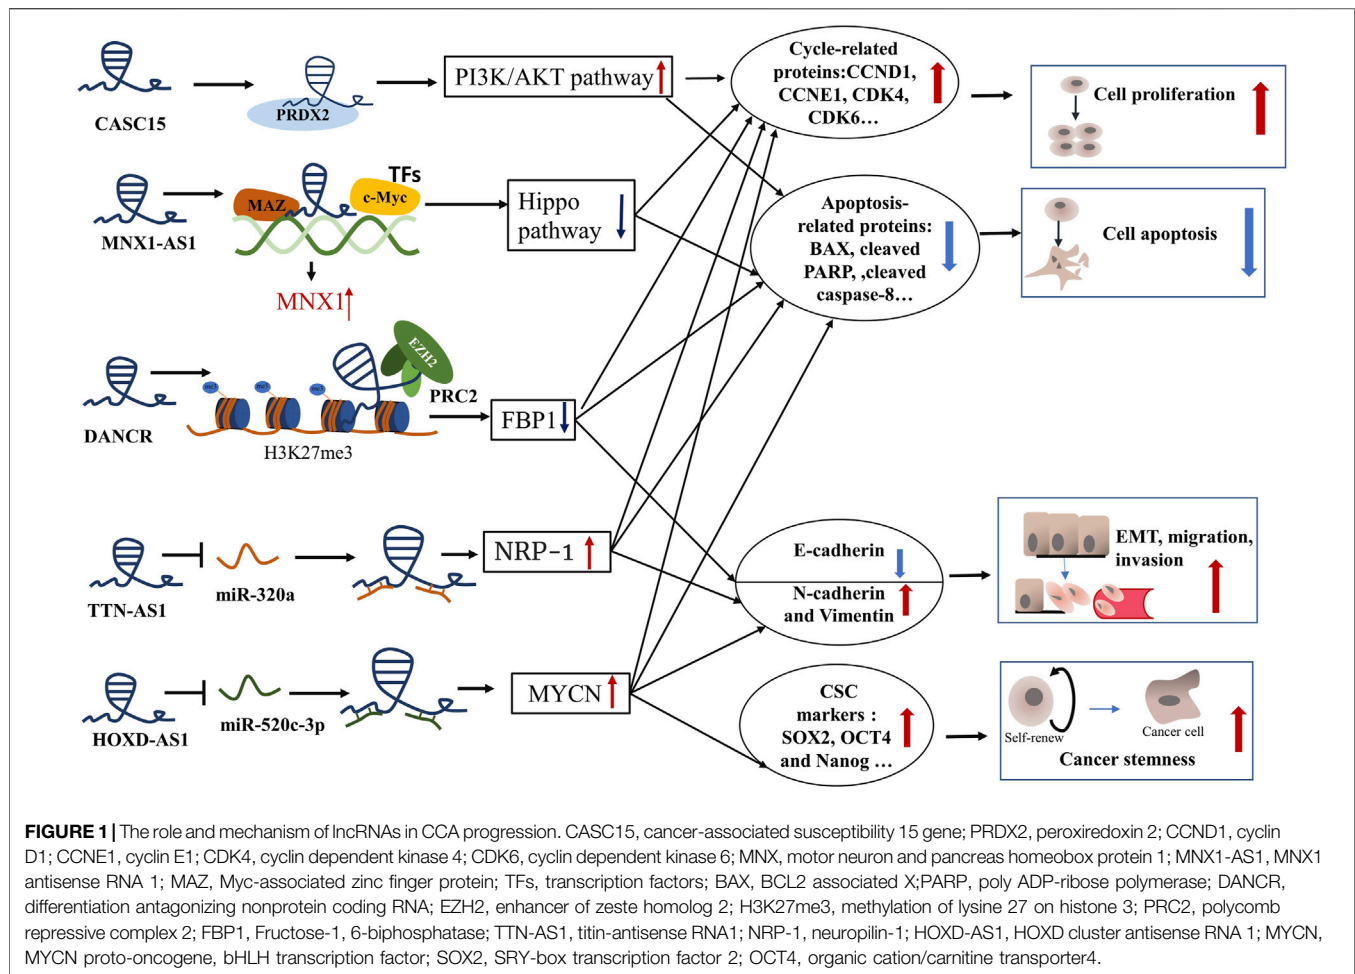 CASC15
PRDX2
PI3K/AKT pathway
Cycle-related
proteins:CCND1,
CCNE1, CDK4,
CDK6...
Cell proliferation
MNX1-AS1
MAZ
TFs
c-Myc
MNX1
Hippo
pathway
Apoptosis-
related proteins:
BAX, cleaved
PARP, ,cleaved
caspase-8...
Cell apoptosis
DANCR
me3
me3
me3
EZH2
PRC2
H3K27me3
FBP1
TTN-AS1
miR-320a
NRP-1
E-cadherin
N-cadherin
and Vimentin
EMT, migration,
invasion
HOXD-AS1
miR-520c-3p
MYCN
CSC
markers :
SOX2, OCT4
and Nanog ...
Self-renew
Cancer cell
Cancer stemness
FIGURE 1 | The role and mechanism of lncRNAs in CCA progression. CASC15, cancer-associated susceptibility 15 gene; PRDX2, peroxiredoxin 2; CCND1, cyclin
D1; CCNE1, cyclin E1; CDK4, cyclin dependent kinase 4; CDK6, cyclin dependent kinase 6; MNX, motor neuron and pancreas homeobox protein 1; MNX1-AS1, MNX1
antisense RNA 1; MAZ, Myc-associated zinc finger protein; TFs, transcription factors; BAX, BCL2 associated X;PARP, poly ADP-ribose polymerase; DANCR,
differentiation antagonizing nonprotein coding RNA; EZH2, enhancer of zeste homolog 2; H3K27me3, methylation of lysine 27 on histone 3; PRC2, polycomb
repressive complex 2; FBP1, Fructose-1, 6-biphosphatase; TTN-AS1, titin-antisense RNA1; NRP-1, neuropilin-1; HOXD-AS1, HOXD cluster antisense RNA 1; MYCN,
MYCN proto-oncogene, bHLH transcription factor; SOX2, SRY-box transcription factor 2; OCT4, organic cation/carnitine transporter4.